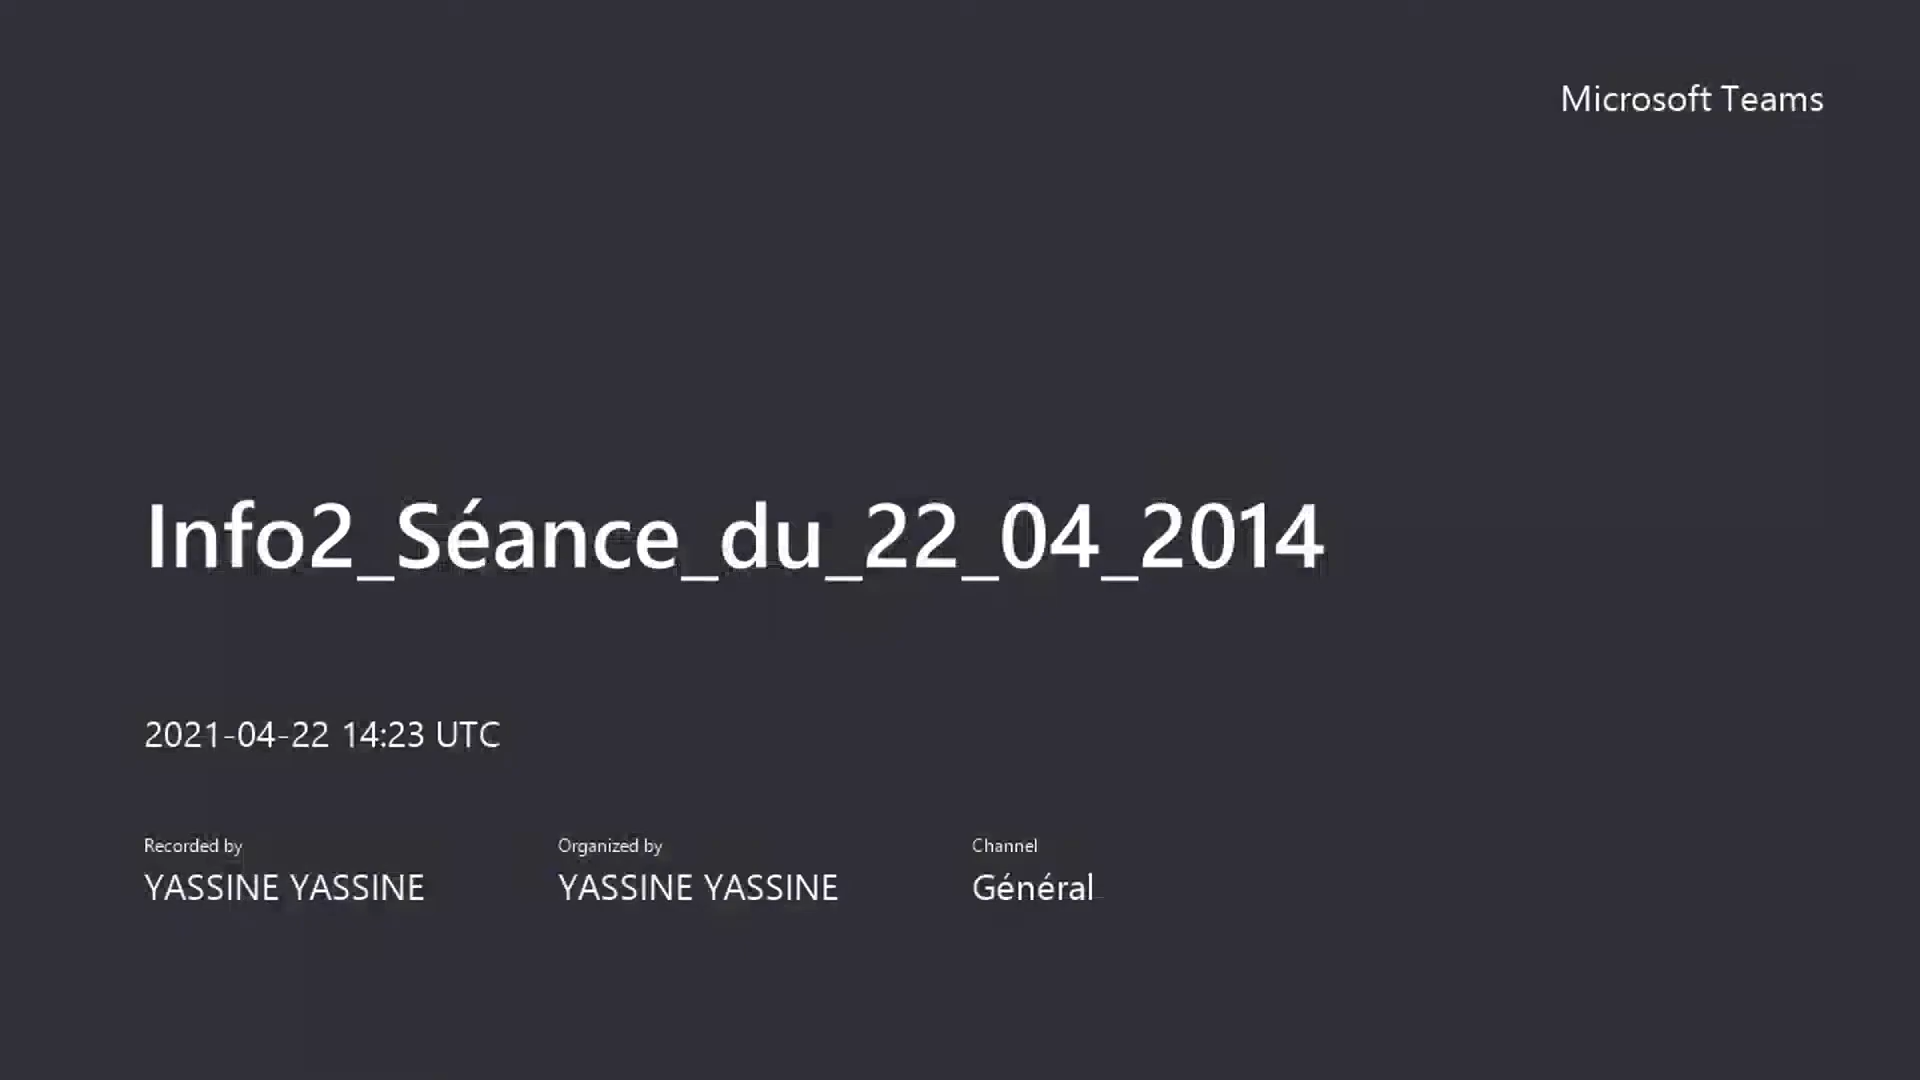 Microsoft Teams
Info2_Séance_du_22_04_2014
2021-04-22 14:23 UTC
Recorded by
YASSINE YASSINE
Organized by
YASSINE YASSINE
Channel
Général